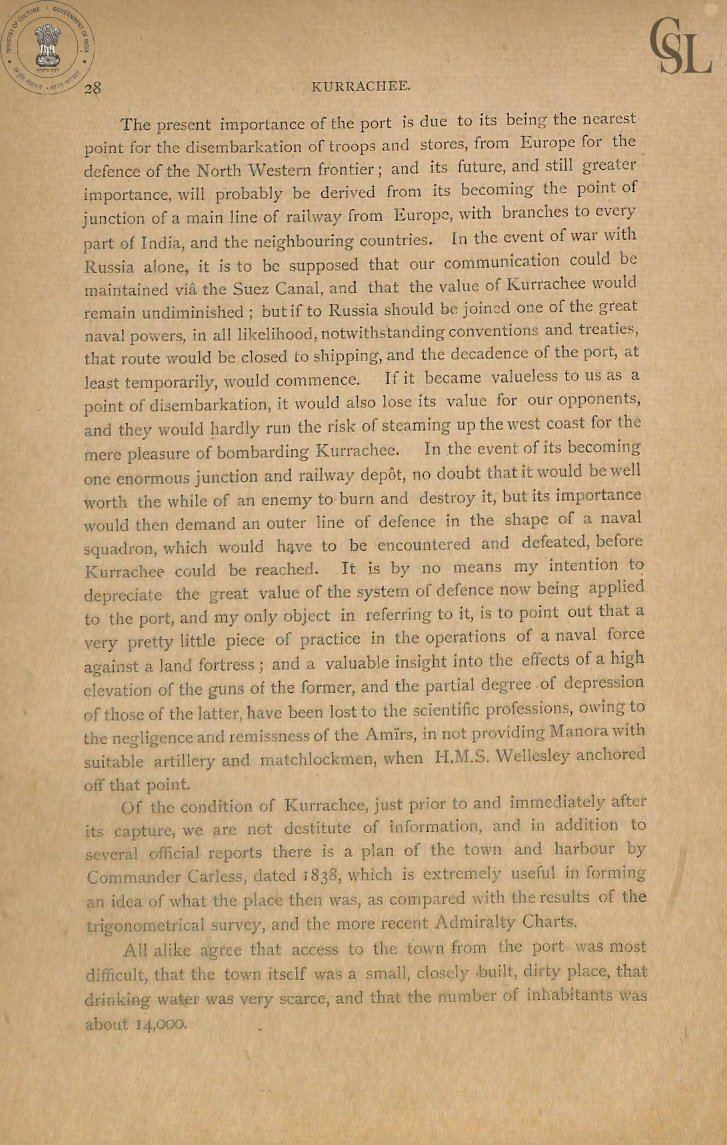 MINISTRY OF CULTURE • GOVERNMENT OF INDIA
CSL
28
KURRACHEE.
The present importance of the port is due to its being the nearest
point for the disembarkation of troops and stores, from Europe for the
defence of the North Western frontier; and its future, and still greater
importance, will probably be derived from its becoming the point of
junction of a main line of railway from Europe, with branches to every
part of India, and the neighbouring countries. In the event of war with
Russia alone, it is to be supposed that our communication could be
maintained viâ the Suez Canal, and that the value of Kurrachee would
remain undiminished; but if to Russia should be joined one of the great
naval powers, in all likelihood, notwithstanding conventions and treaties,
that route would be closed to shipping, and the decadence of the port, at
least temporarily, would commence. If it became valueless to us as a
point of disembarkation, it would also lose its value for our opponents,
and they would hardly run the risk of steaming up the west coast for the
mere pleasure of bombarding Kurrachee. In the event of its becoming
one enormous junction and railway depôt, no doubt that it would be well
worth the while of an enemy to burn and destroy it, but its importance
would then demand an outer line of defence in the shape of a naval
squadron, which would have to be encountered and defeated, before
Kurrachee could be reached. It is by no means my intention to
depreciate the great value of the system of defence now being applied
to the port, and my only object in referring to it, is to point out that a
very pretty little piece of practice in the operations of a naval force
against a land fortress; and a valuable insight into the effects of a high
elevation of the guns of the former, and the partial degree of depression
of those of the latter, have been lost to the scientific professions, owing to
the negligence and remissness of the Amīrs, in not providing Manora with
suitable artillery and matchlockmen, when H.M.S. Wellesley anchored
off that point.
Of the condition of Kurrachee, just prior to and immediately after
its capture, we are not destitute of information, and in addition to
several official reports there is a plan of the town and harbour by
Commander Carless, dated 1838, which is extremely useful in forming
an idea of what the place then was, as compared with the results of the
trigonometrical survey, and the more recent Admiralty Charts.
All alike agree that access to the town from the port was most
difficult, that the town itself was a small, closely built, dirty place, that
drinking water was very scarce, and that the number of inhabitants was
about 14,000.